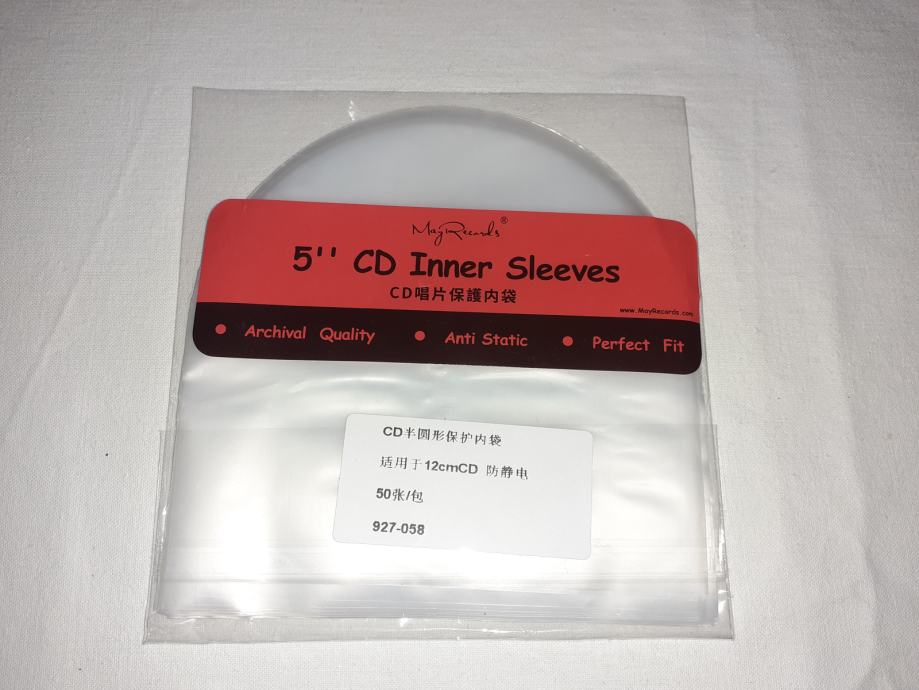 MayRecords®
5'' CD Inner Sleeves
CD唱片保護内袋
www.MayRecords.com
● Archival Quality ● Anti Static ● Perfect Fit
CD半圆形保护内袋
适用于12cmCD 防静电
50张/包
927-058